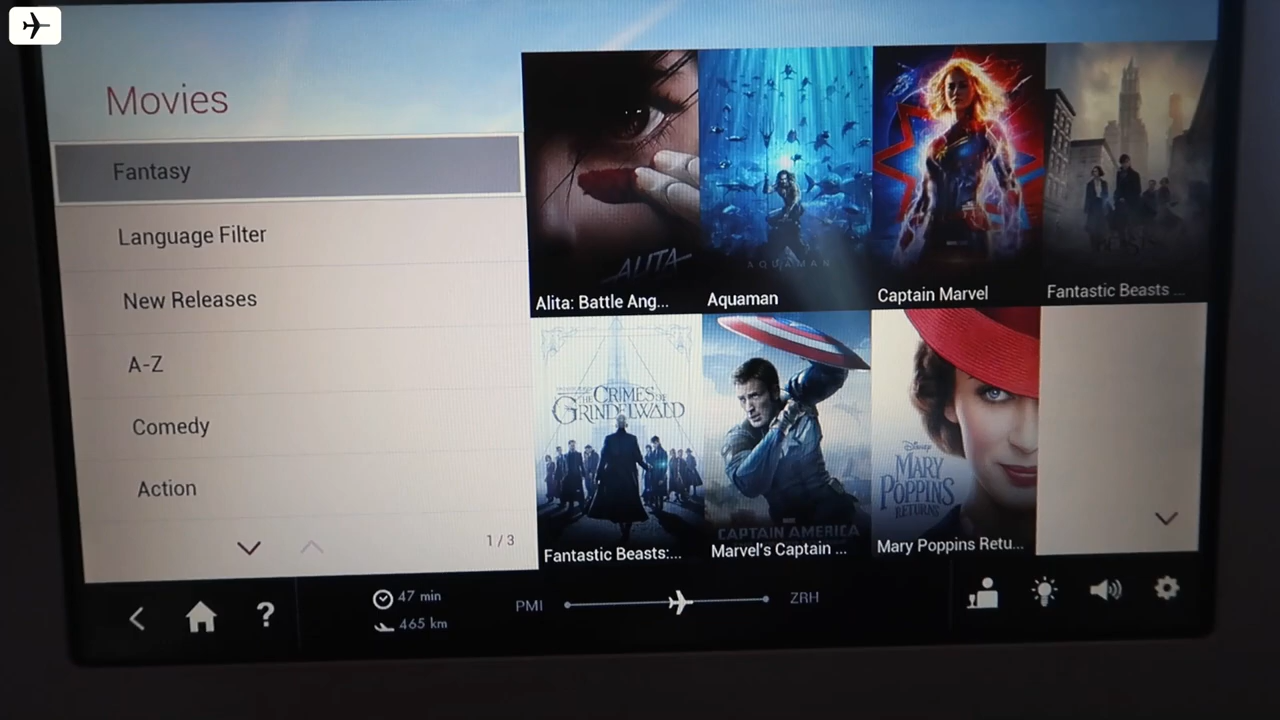 Movies
Fantasy
Language Filter
New Releases
A-Z
Comedy
Action
1 / 3
ALITA
Alita: Battle Ang...
AQUAMAN
Aquaman
Captain Marvel
Fantastic Beasts ...
THE CRIMES OF
GRINDELWALD
Fantastic Beasts:...
CAPTAIN AMERICA
Marvel's Captain ...
Disney
MARY
POPPINS
RETURNS
Mary Poppins Retu...
?
47 min
465 km
PMI
ZRH